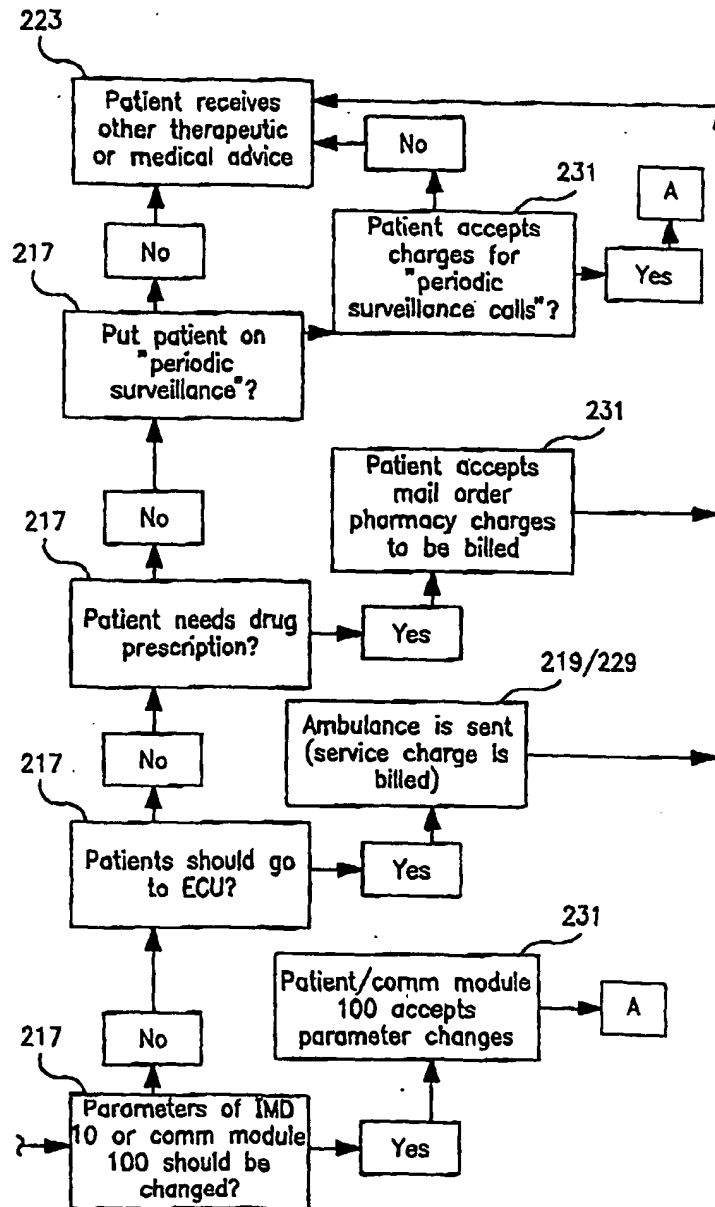 223
Patient receives
other therapeutic
or medical advice
No
231
A
No
Patient accepts
charges for
"periodic
surveillance calls"?
Yes
217
Put patient on
"periodic
surveillance"?
231
Patient accepts
mail order
pharmacy charges
to be billed
No
217
Patient needs drug
prescription?
Yes
219/229
Ambulance is sent
(service charge is
billed)
No
217
Patients should go
to ECU?
Yes
231
Patient/comm module
100 accepts
parameter changes
A
No
217
Parameters of IMD
10 or comm module
100 should be
changed?
Yes